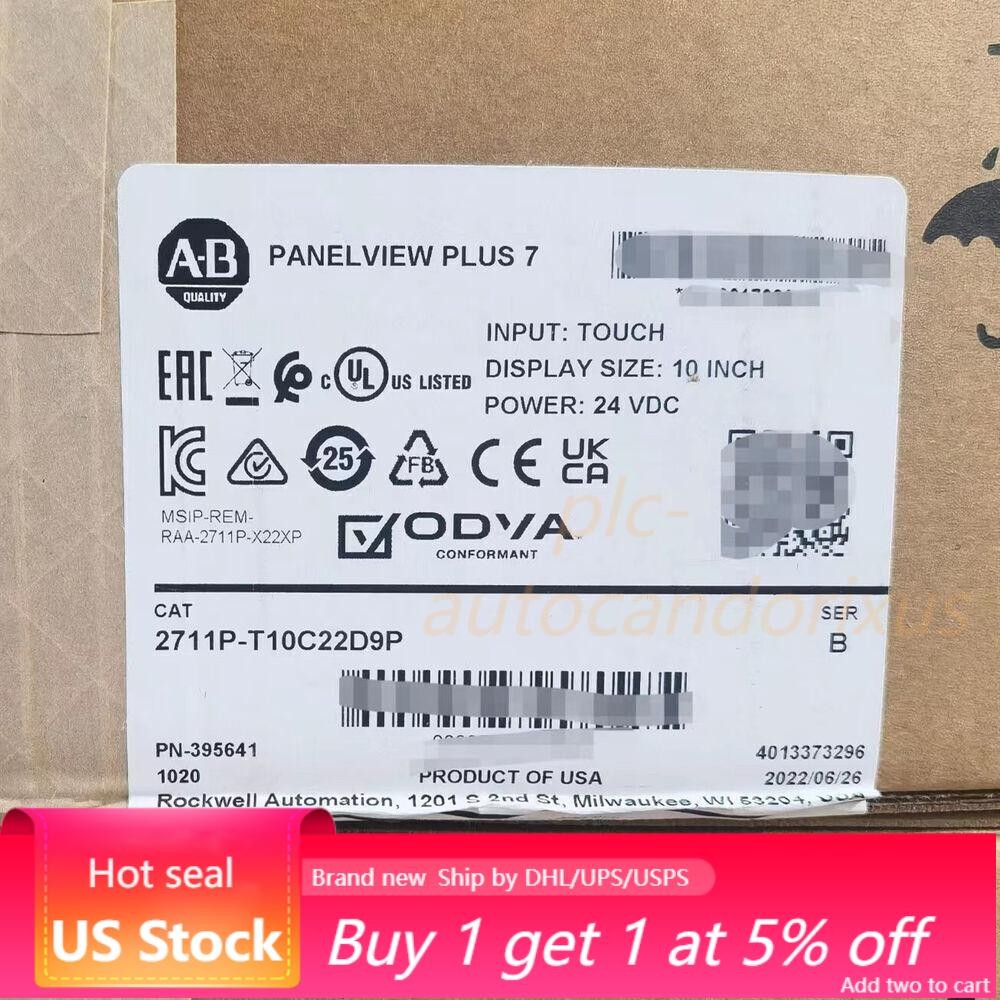 A-B
QUALITY
PANELVIEW PLUS 7
INPUT: TOUCH
DISPLAY SIZE: 10 INCH
POWER: 24 VDC
EAC
C UL US LISTED
KC
25
FB
CE
UK
CA
MSIP-REM-
RAA-2711P-X22XP
ODVA
CONFORMANT
plc-
autocandorixus
CAT
2711P-T10C22D9P
SER
B
PN-395641
4013373296
1020
PRODUCT OF USA
2022/06/26
Rockwell Automation, 1201 S 2nd St, Milwaukee, WI 53204, USA
Hot seal
US Stock
Brand new Ship by DHL/UPS/USPS
Buy 1 get 1 at 5% off
Add two to cart